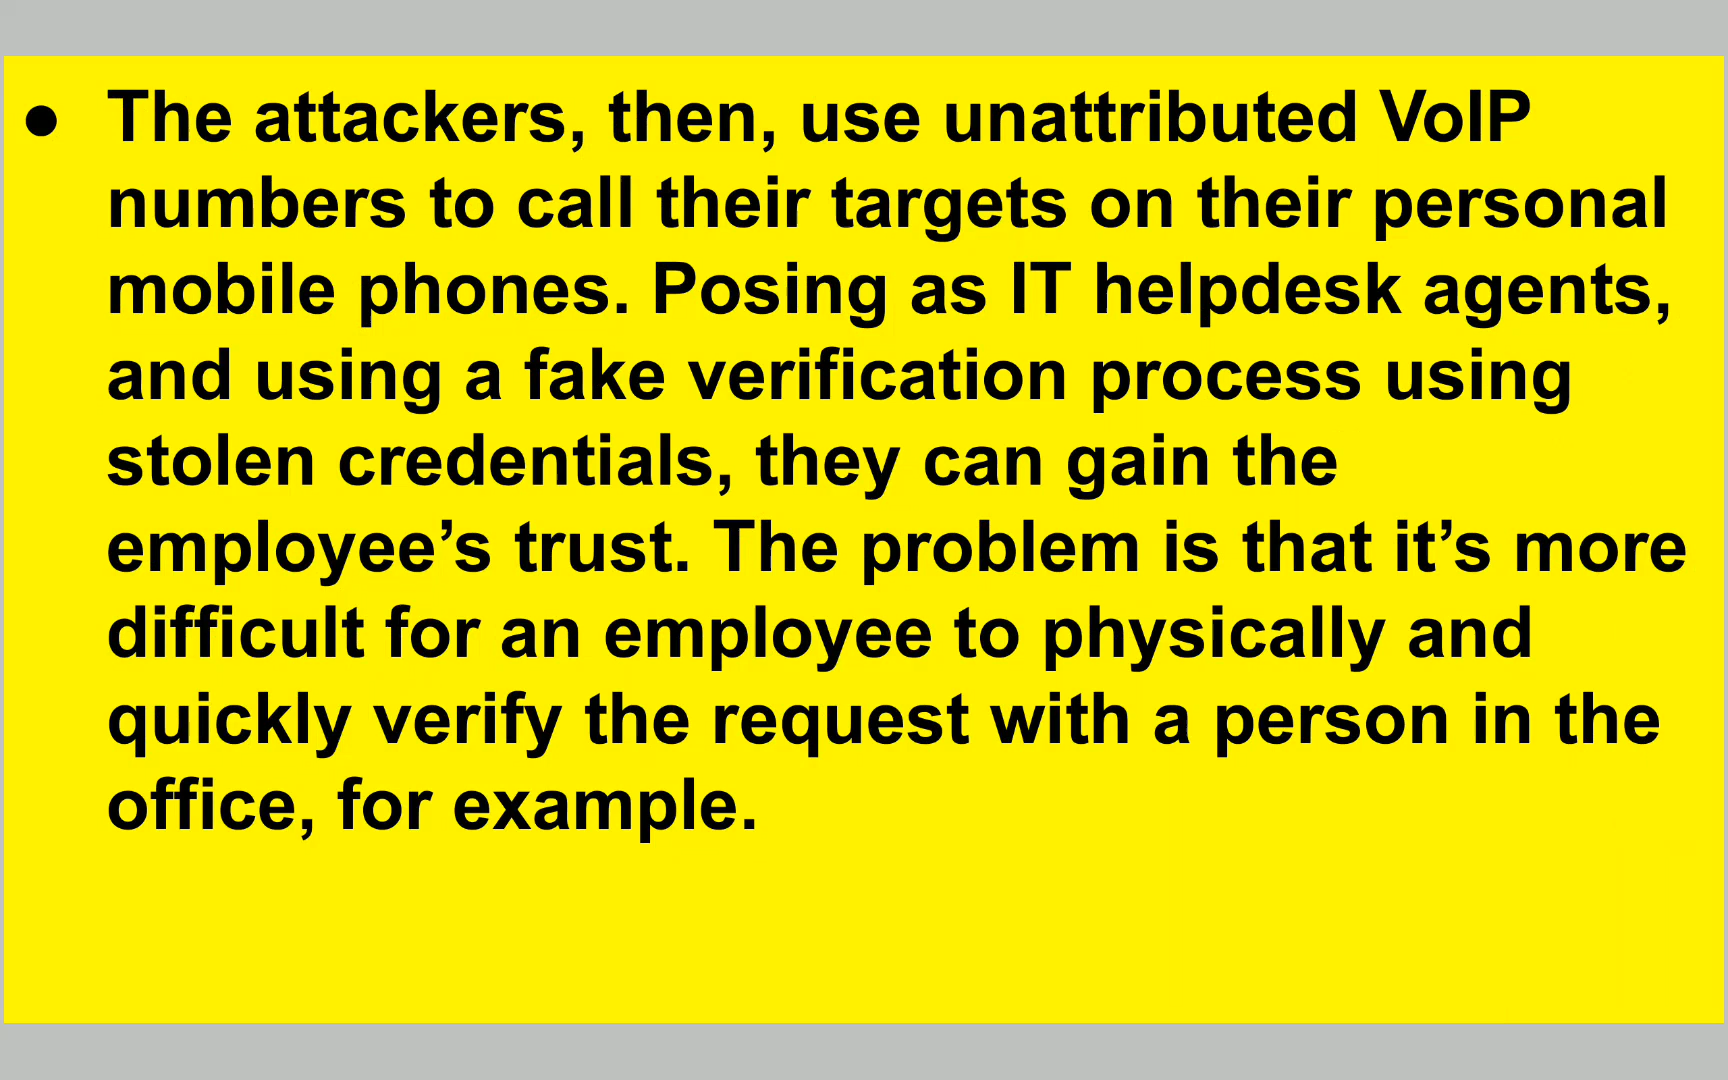 ● The attackers, then, use unattributed VoIP
numbers to call their targets on their personal
mobile phones. Posing as IT helpdesk agents,
and using a fake verification process using
stolen credentials, they can gain the
employee’s trust. The problem is that it’s more
difficult for an employee to physically and
quickly verify the request with a person in the
office, for example.